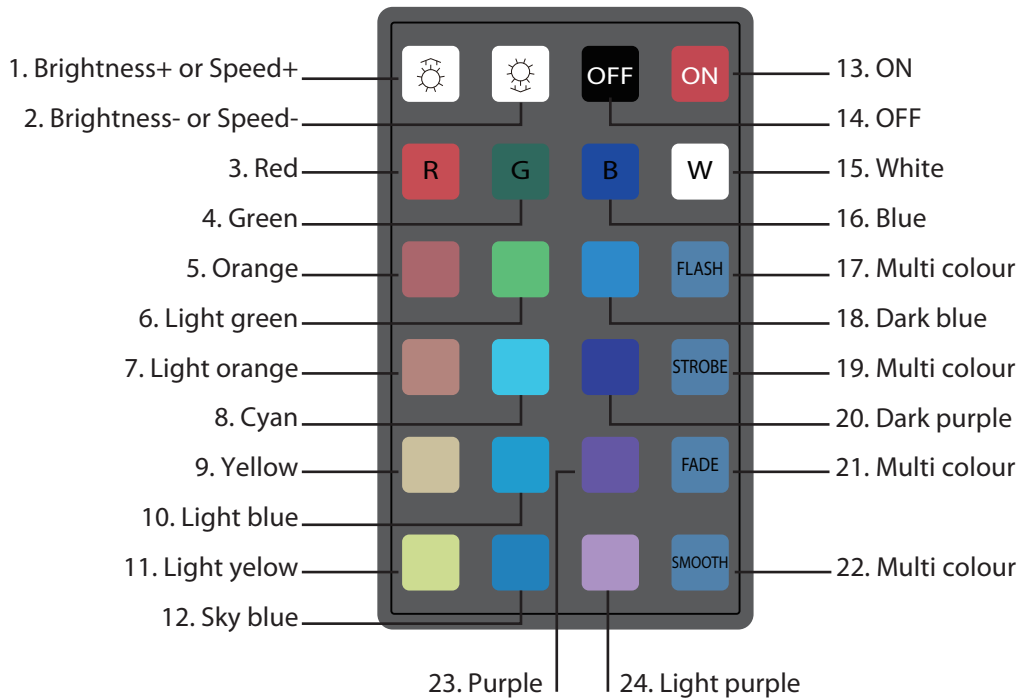 1. Brightness+ or Speed+
2. Brightness- or Speed-
3. Red
4. Green
5. Orange
6. Light green
7. Light orange
8. Cyan
9. Yellow
10. Light blue
11. Light yelow
12. Sky blue
OFF
ON
R
G
B
W
FLASH
STROBE
FADE
SMOOTH
13. ON
14. OFF
15. White
16. Blue
17. Multi colour
18. Dark blue
19. Multi colour
20. Dark purple
21. Multi colour
22. Multi colour
23. Purple
24. Light purple